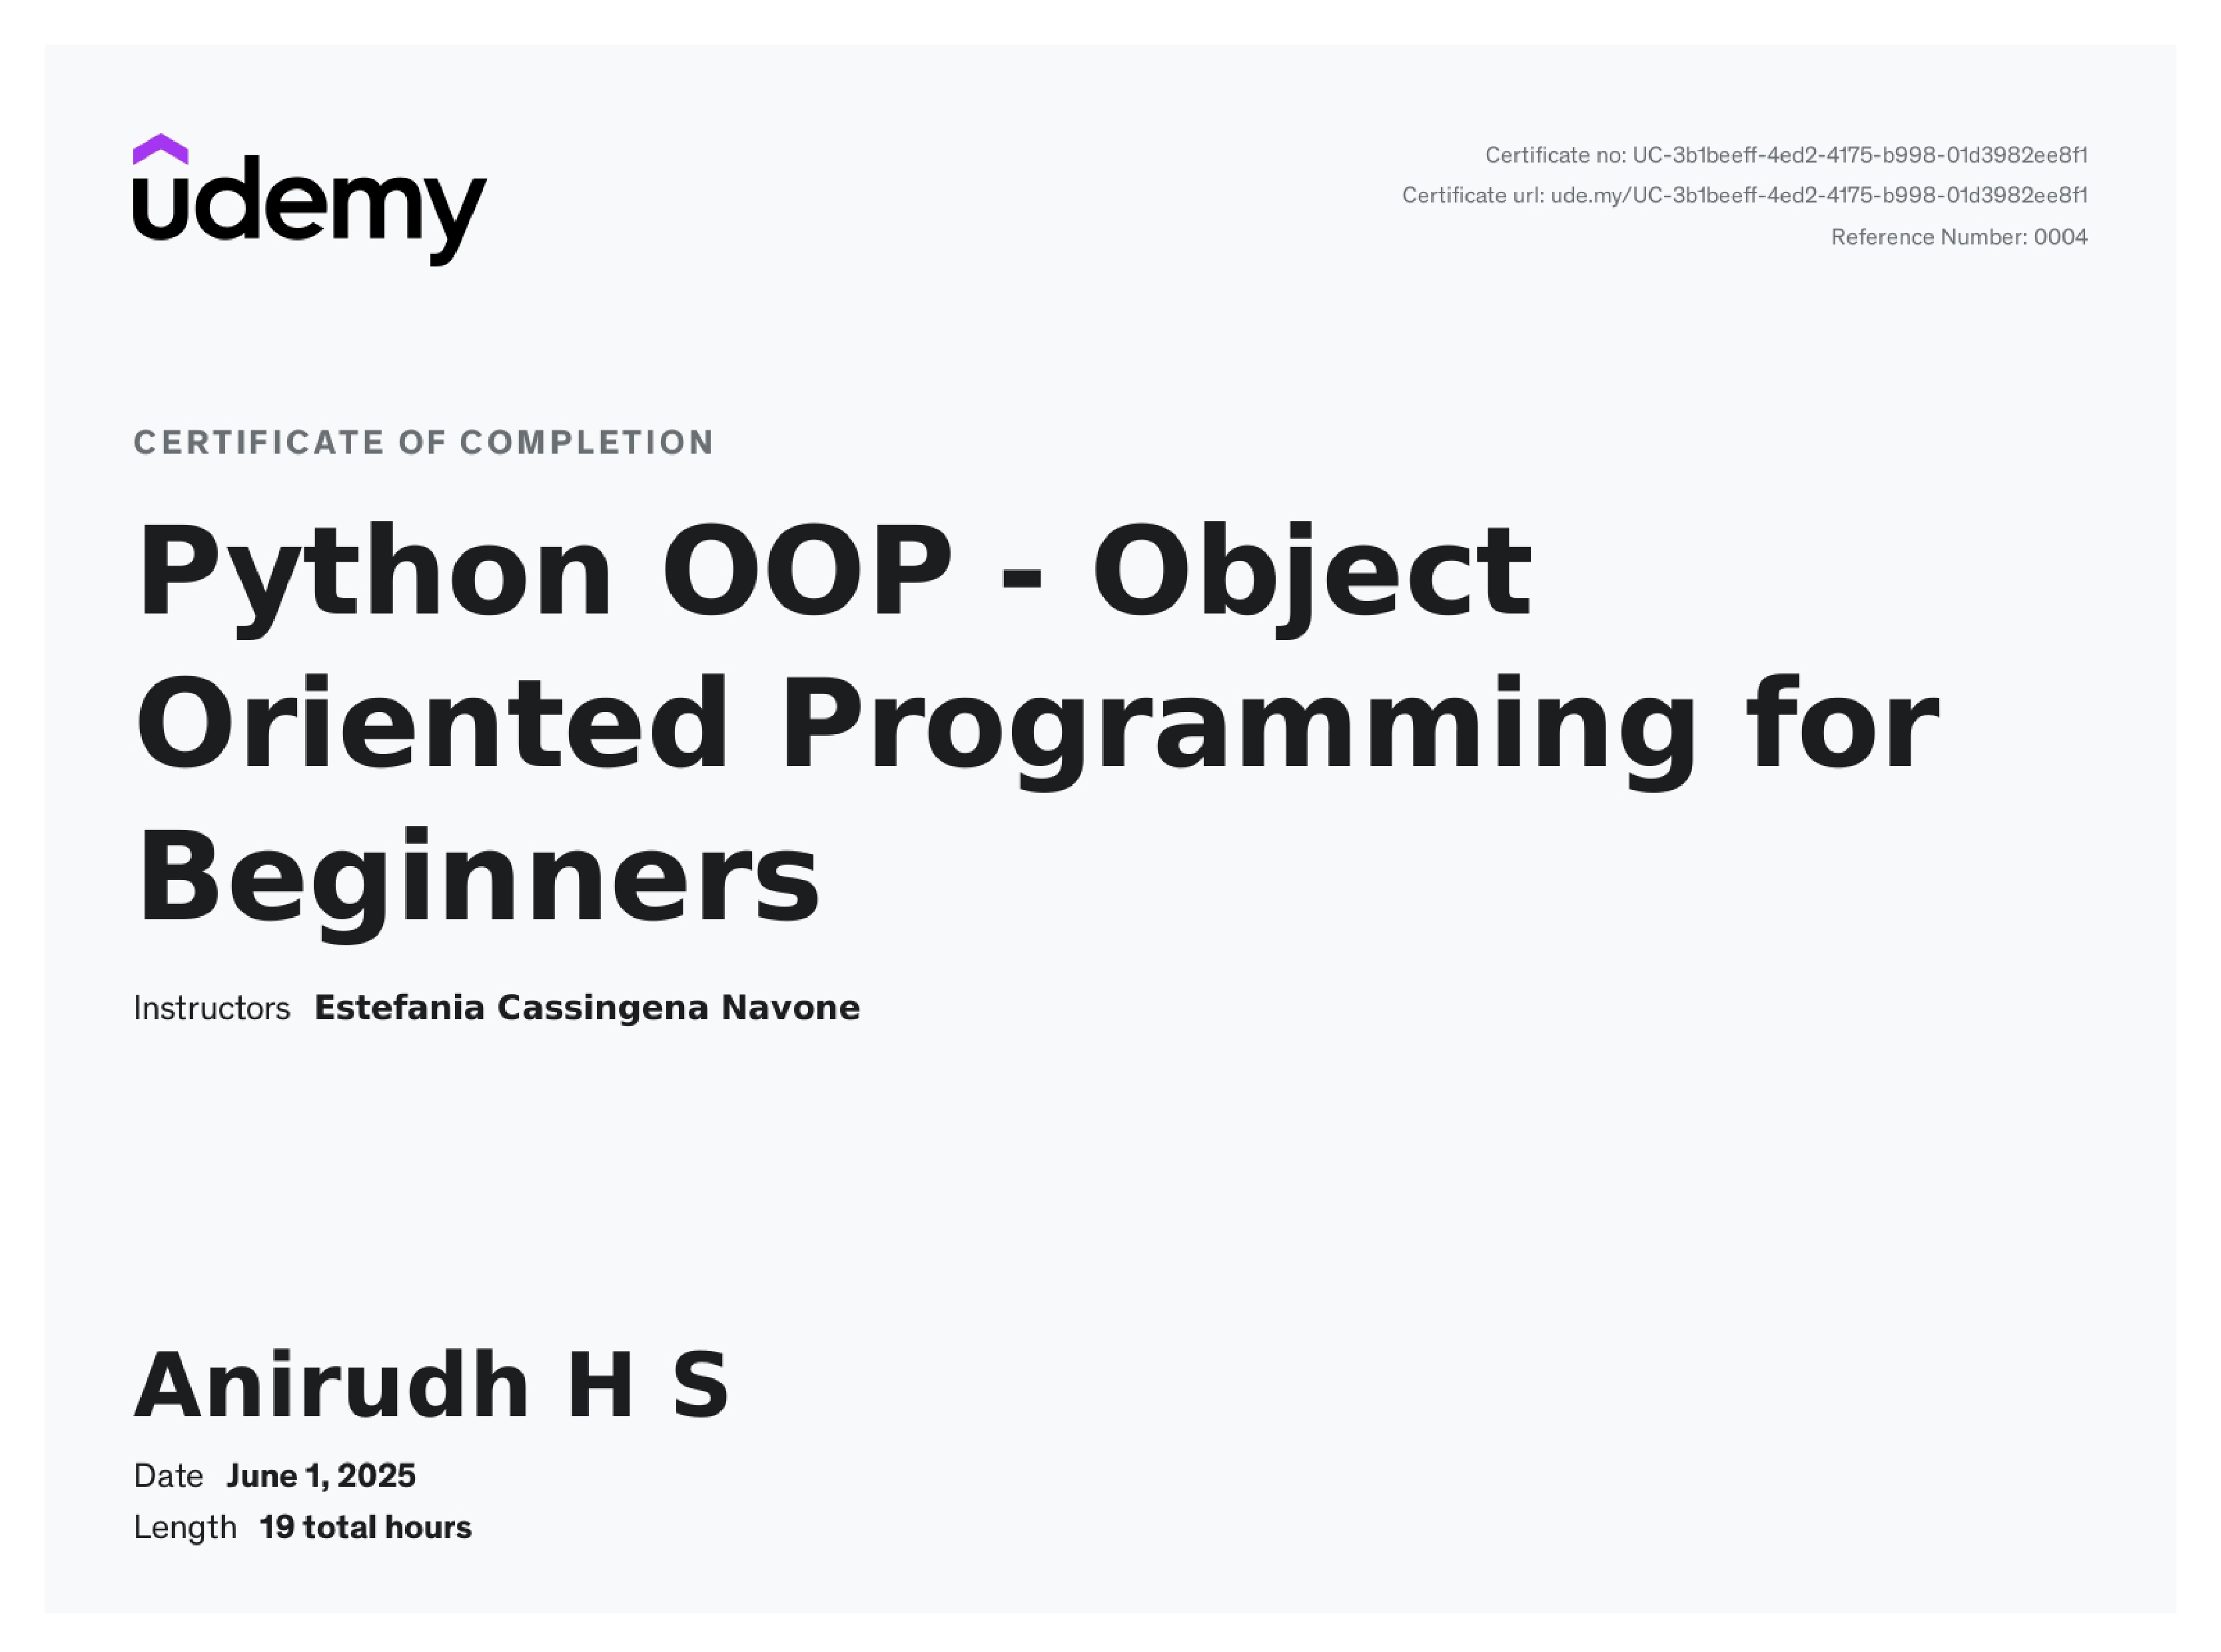 udemy
Certificate no: UC-3b1beeff-4ed2-4175-b998-01d3982ee8f1
Certificate url: ude.my/UC-3b1beeff-4ed2-4175-b998-01d3982ee8f1
Reference Number: 0004
CERTIFICATE OF COMPLETION
Python OOP - Object
Oriented Programming for
Beginners
Instructors Estefania Cassingena Navone
Anirudh H S
Date June 1, 2025
Length 19 total hours